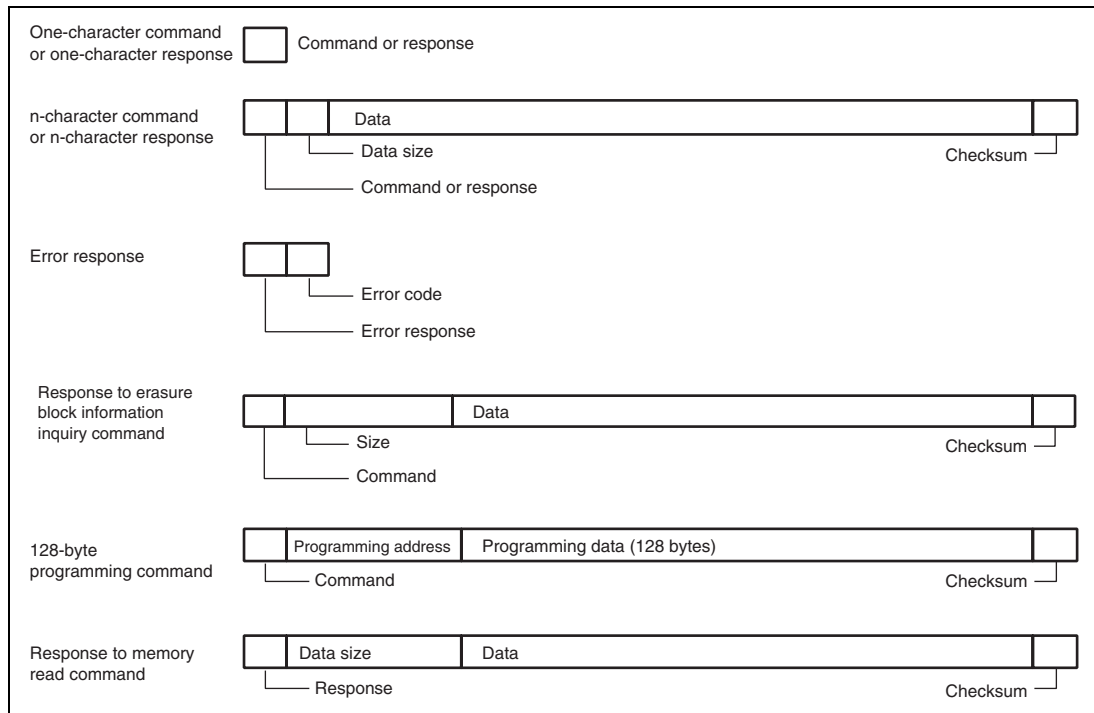 One-character command
or one-character response
Command or response
n-character command
or n-character response
Data
Data size
Checksum
Command or response
Error response
Error code
Error response
Response to erasure
block information
inquiry command
Data
Size
Checksum
Command
128-byte
programming command
Programming address
Programming data (128 bytes)
Command
Checksum
Response to memory
read command
Data size
Data
Response
Checksum